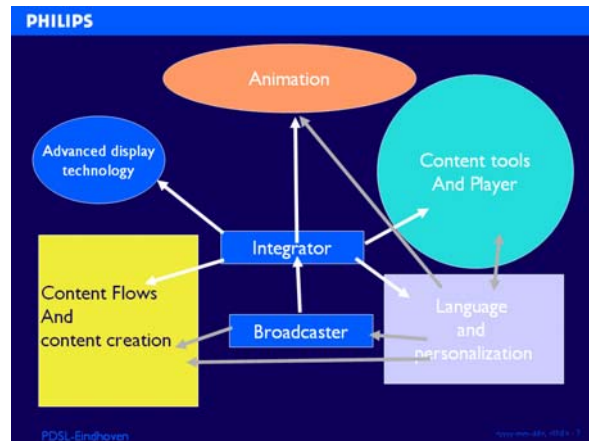 PHILIPS
Animation
Advanced display
technology
Content tools
And Player
Integrator
Content Flows
And
content creation
Broadcaster
Language
and
personalization
PDSL-Eindhoven